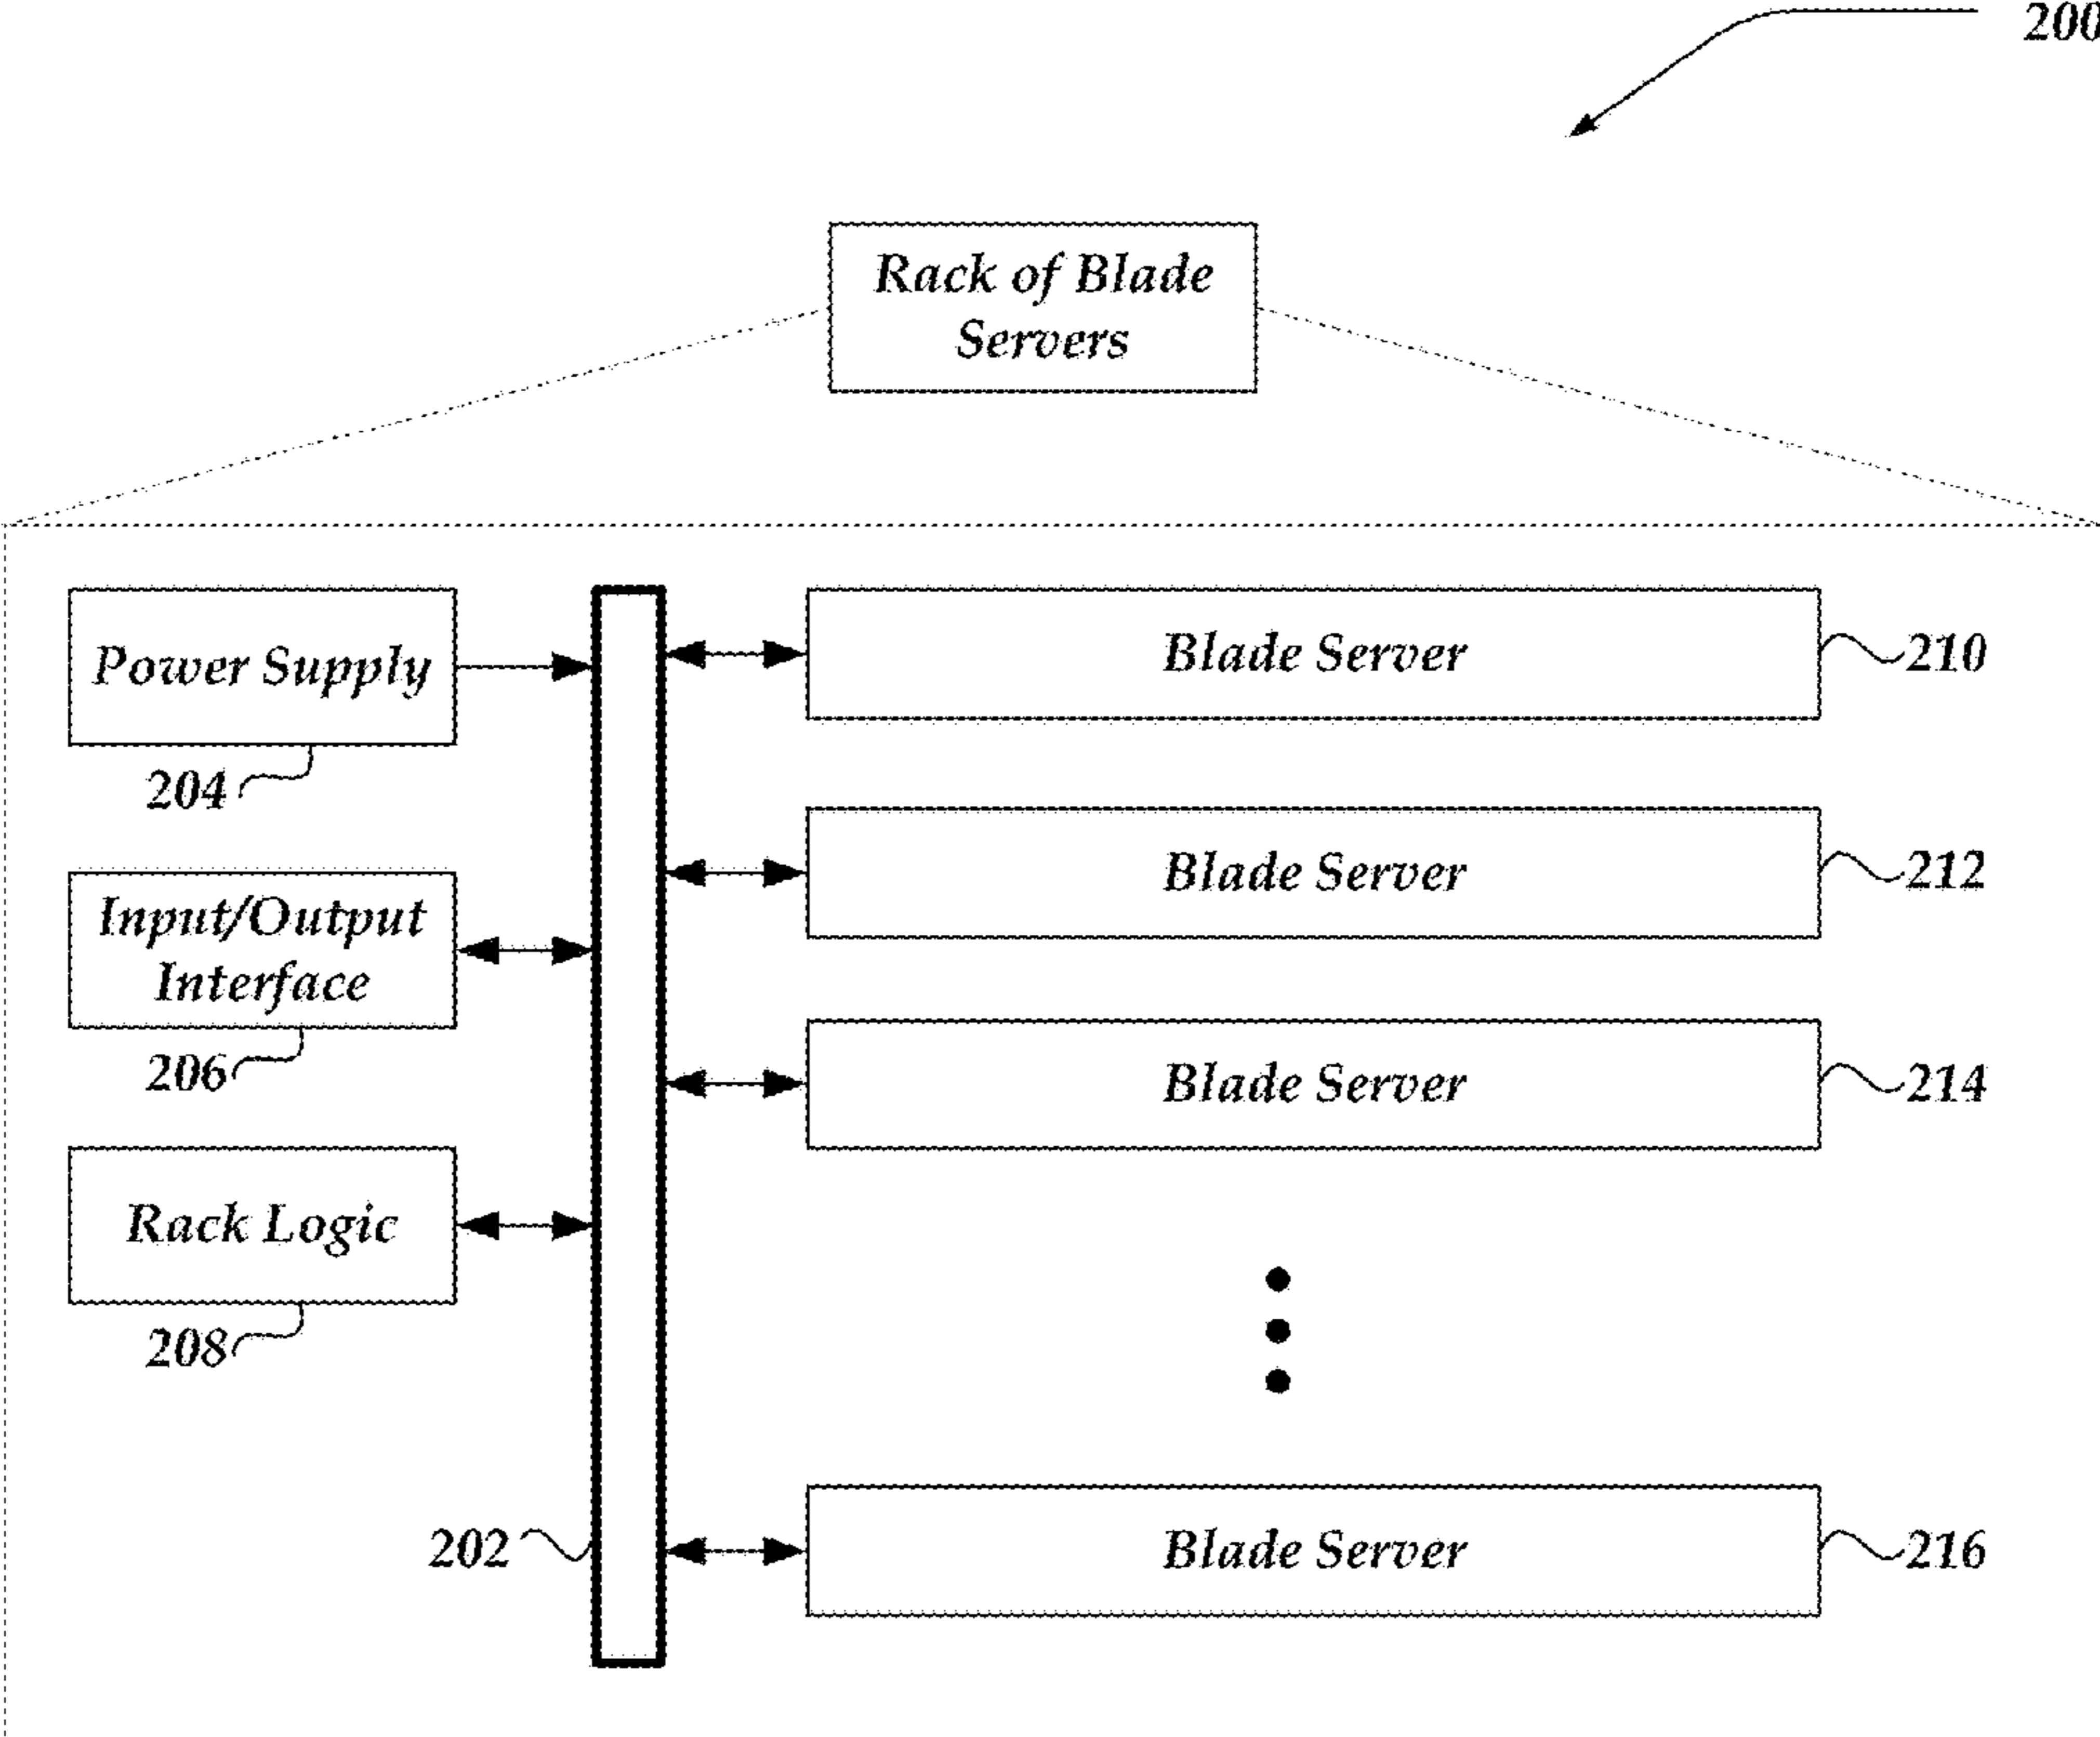 200
Rack of Blade
Servers
Power Supply
204
Input/Output
Interface
206
Rack Logic
208
202
Blade Server
210
Blade Server
212
Blade Server
214
Blade Server
216